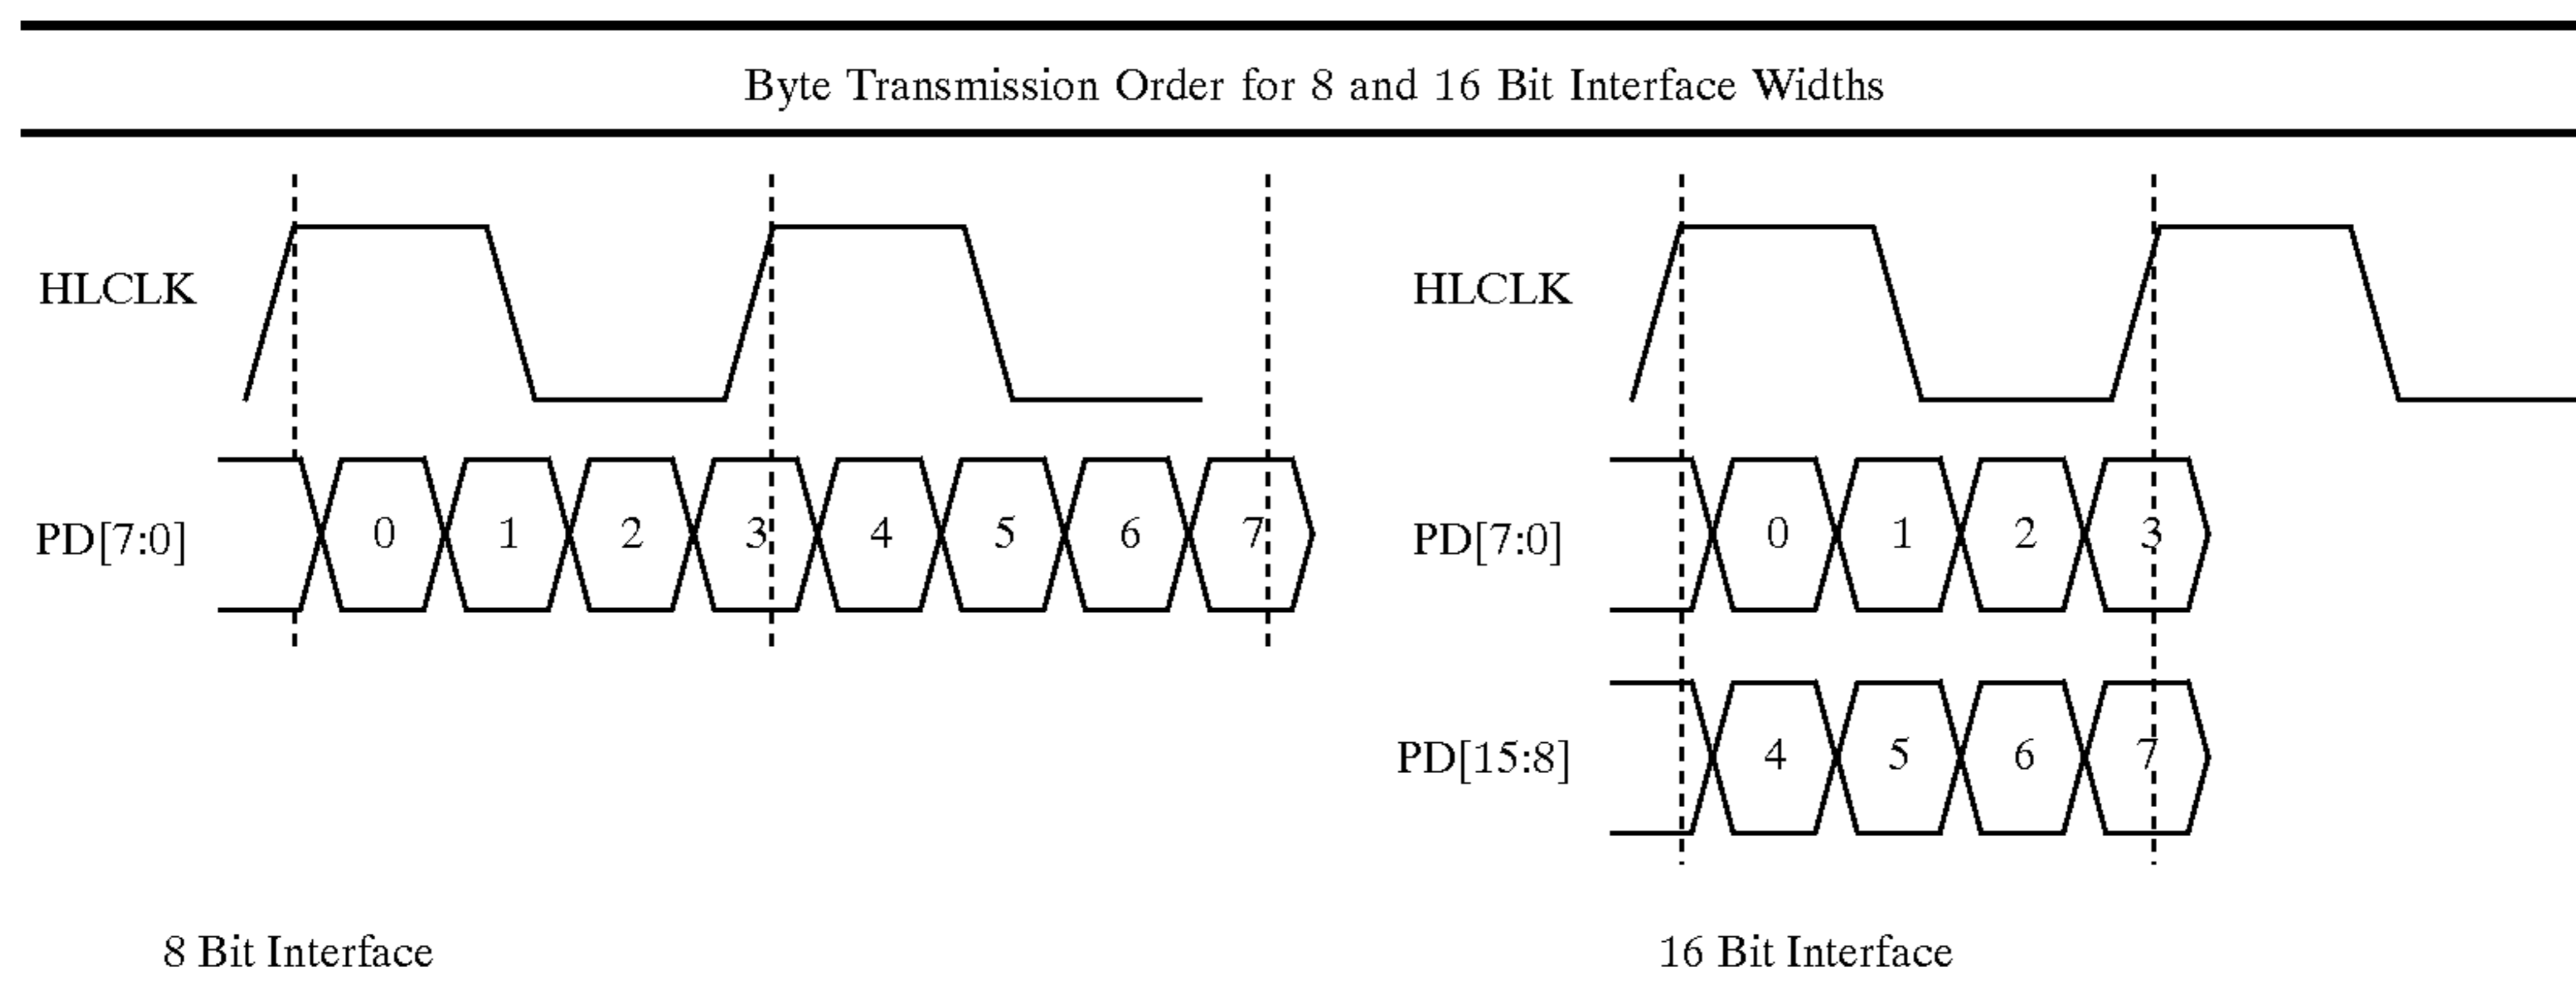 Byte Transmission Order for 8 and 16 Bit Interface Widths
HLCLK
PD[7:0]
0 1 2 3 4 5 6 7
8 Bit Interface
HLCLK
PD[7:0]
0 1 2 3
PD[15:8]
4 5 6 7
16 Bit Interface